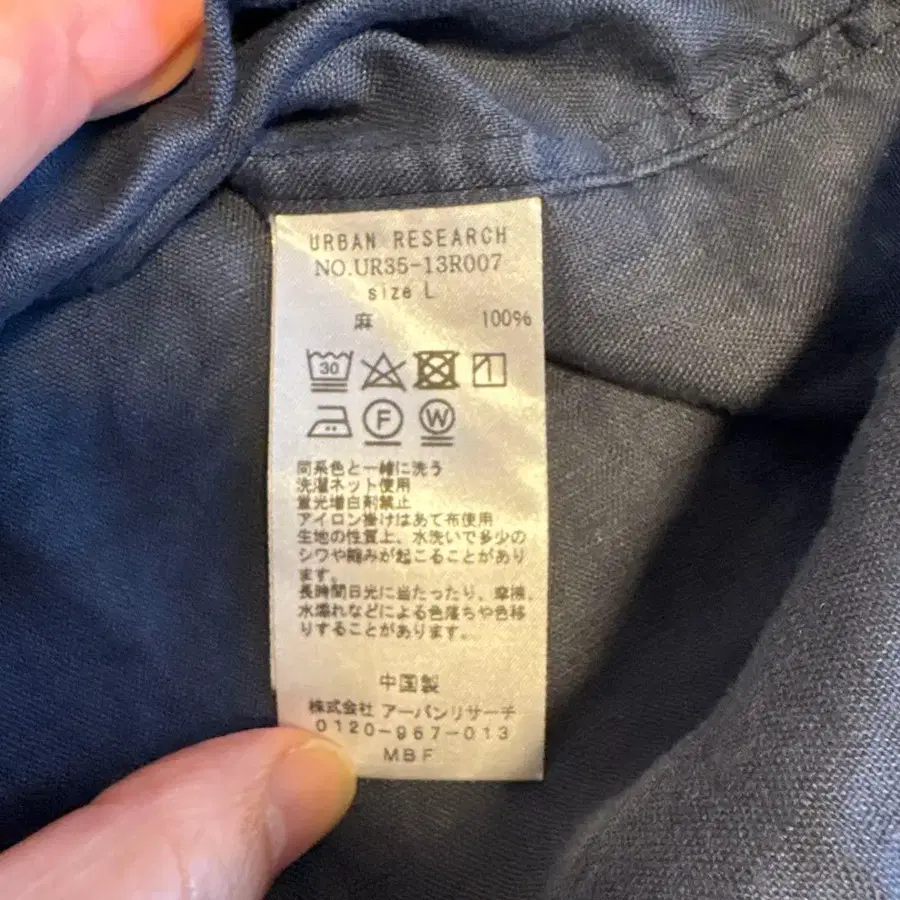 URBAN RESEARCH
NO.UR35-13R007
size L
麻 100%
30
F W
同系色と一緒に洗う
洗濯ネット使用
蛍光増白剤禁止
アイロン掛けはあて布使用
生地の性質上、水洗いで多少の
シワや縮みが起こることがあり
ます。
長時間日光に当たったり、摩擦、
水濡れなどによる色落ちや色移
りすることがあります。
中国製
株式会社 アーバンリサーチ
0120-967-013
MBF